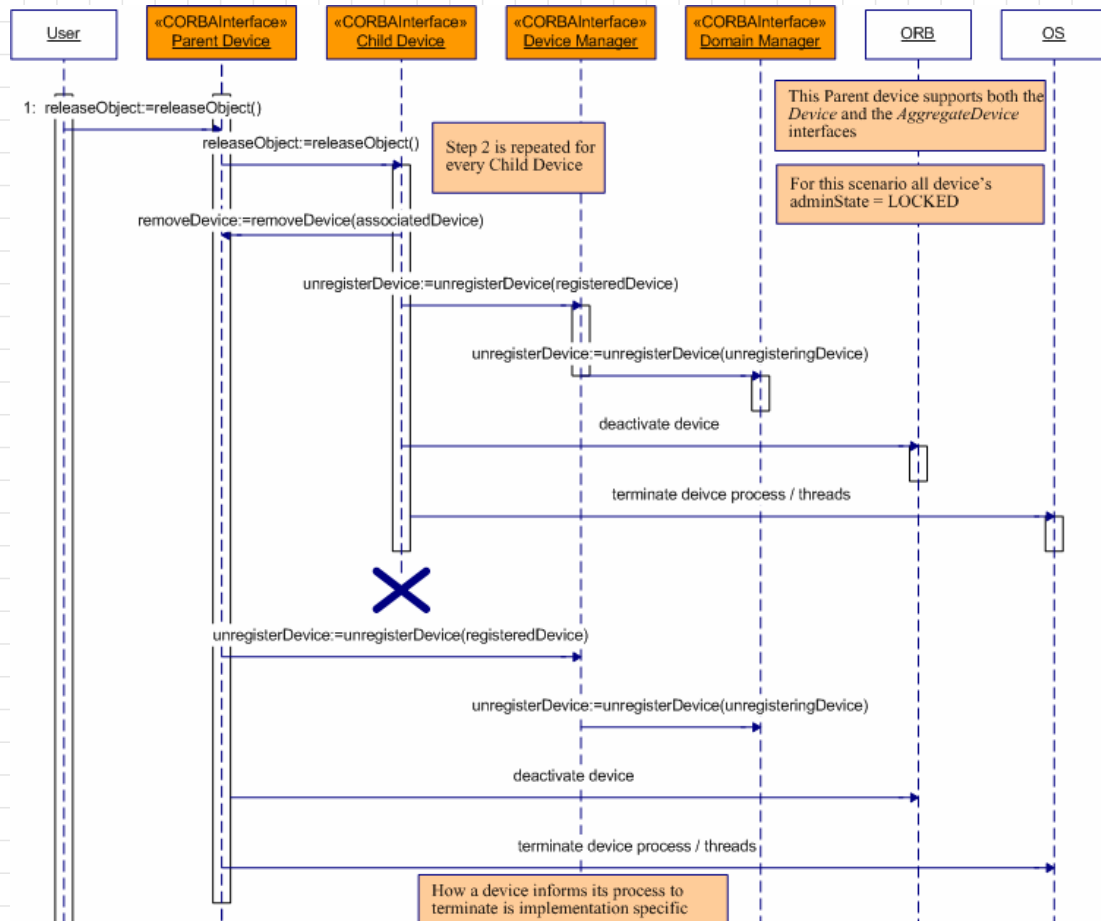 User
«CORBAInterface»
Parent Device
«CORBAInterface»
Child Device
«CORBAInterface»
Device Manager
«CORBAInterface»
Domain Manager
ORB
OS
This Parent device supports both the
Device and the AggregateDevice
interfaces
1: releaseObject:=releaseObject()
releaseObject:=releaseObject()
Step 2 is repeated for
every Child Device
For this scenario all device's
adminState = LOCKED
removeDevice:=removeDevice(associatedDevice)
unregisterDevice:=unregisterDevice(registeredDevice)
unregisterDevice:=unregisterDevice(unregisteringDevice)
deactivate device
terminate deivce process / threads
unregisterDevice:=unregisterDevice(registeredDevice)
unregisterDevice:=unregisterDevice(unregisteringDevice)
deactivate device
terminate device process / threads
How a device informs its process to
terminate is implementation specific